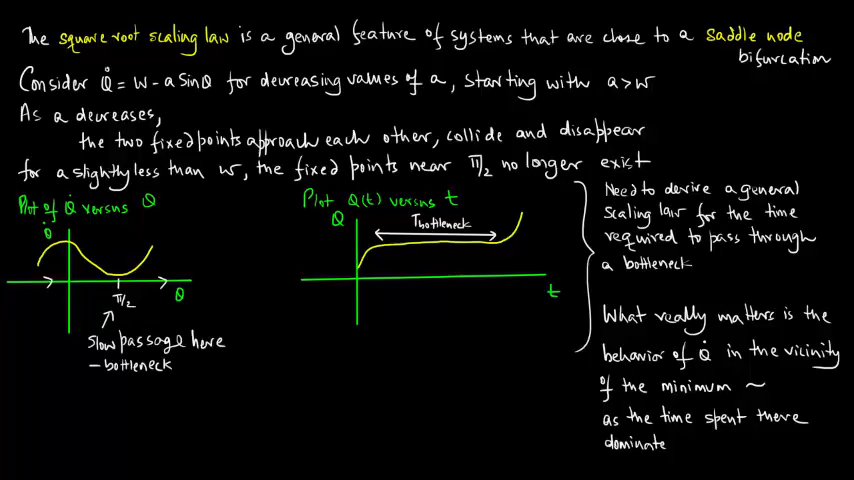 The square root scaling law is a general feature of systems that are close to a saddle node
bifurcation
Consider Q̇ = W - a Sin Q for decreasing values of a, starting with a > w
As a decreases,
the two fixed points approach each other, collide and disappear
for a slightly less than w, the fixed points near π/2 no longer exist
Plot of Q̇ versus Q
Q̇
Q
π/2
Slow passage here
- bottleneck
Plot Q(t) versus t
Q
Tbottleneck
t
Need to derive a general
scaling law for the time
required to pass through
a bottleneck
What really matters is the
behavior of Q̇ in the vicinity
of the minimum ~
as the time spent there
dominate